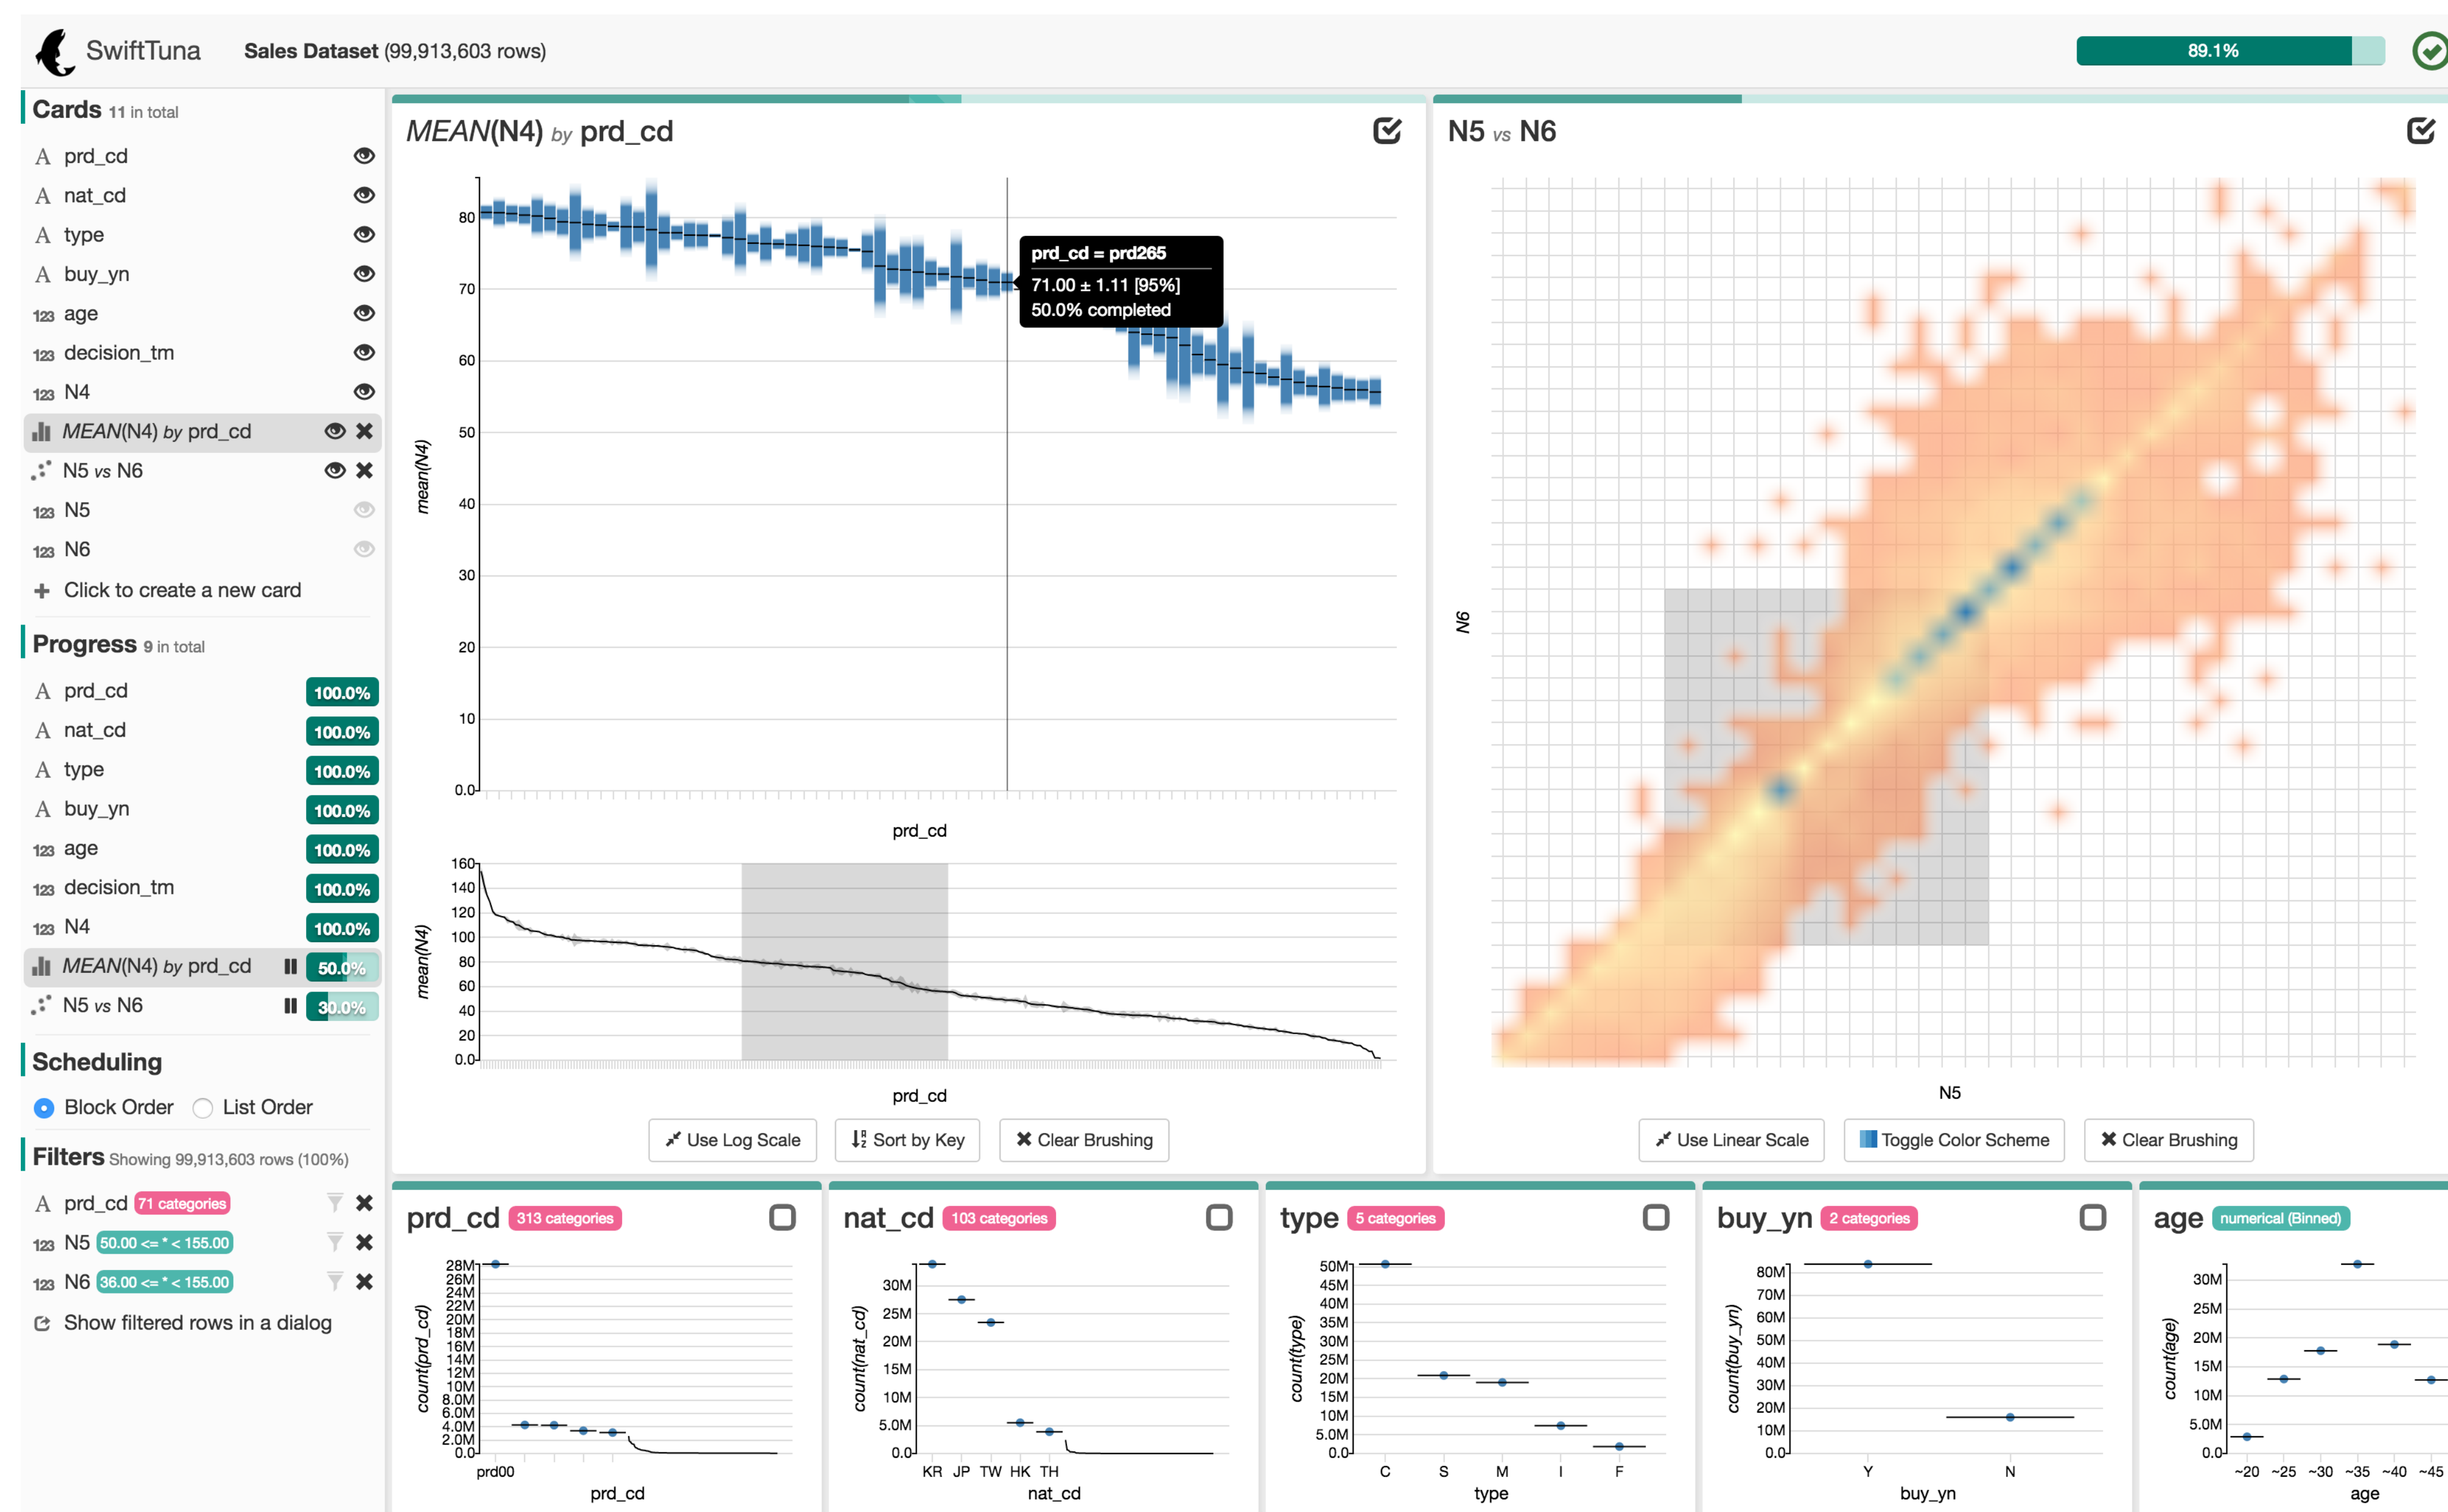 SwiftTuna
Sales Dataset (99,913,603 rows)
89.1%
Cards 11 in total
A prd_cd
A nat_cd
A type
A buy_yn
123 age
123 decision_tm
123 N4
MEAN(N4) by prd_cd
N5 vs N6
123 N5
123 N6
Click to create a new card
Progress 9 in total
A prd_cd 100.0%
A nat_cd 100.0%
A type 100.0%
A buy_yn 100.0%
123 age 100.0%
123 decision_tm 100.0%
123 N4 100.0%
MEAN(N4) by prd_cd 50.0%
N5 vs N6 30.0%
Scheduling
Block Order List Order
Filters Showing 99,913,603 rows (100%)
A prd_cd 71 categories
123 N5 50.00 <= * < 155.00
123 N6 36.00 <= * < 155.00
Show filtered rows in a dialog
MEAN(N4) by prd_cd
80
70
60
50
40
30
20
10
0.0
mean(N4)
prd_cd
prd_cd = prd265
71.00 ± 1.11 [95%]
50.0% completed
160
140
120
100
80
60
40
20
0.0
mean(N4)
prd_cd
Use Log Scale
Sort by Key
Clear Brushing
N5 vs N6
N6
N5
Use Linear Scale
Toggle Color Scheme
Clear Brushing
prd_cd 313 categories
28M
26M
24M
22M
20M
18M
16M
14M
12M
10M
8.0M
6.0M
4.0M
2.0M
0.0
count(prd_cd)
prd00
prd_cd
nat_cd 103 categories
30M
25M
20M
15M
10M
5.0M
0.0
count(nat_cd)
KR JP TW HK TH
nat_cd
type 5 categories
50M
45M
40M
35M
30M
25M
20M
15M
10M
5.0M
0.0
count(type)
C S M I F
type
buy_yn 2 categories
80M
70M
60M
50M
40M
30M
20M
10M
0.0
count(buy_yn)
Y N
buy_yn
age numerical (Binned)
30M
25M
20M
15M
10M
5.0M
0.0
count(age)
~20 ~25 ~30 ~35 ~40 ~45
age